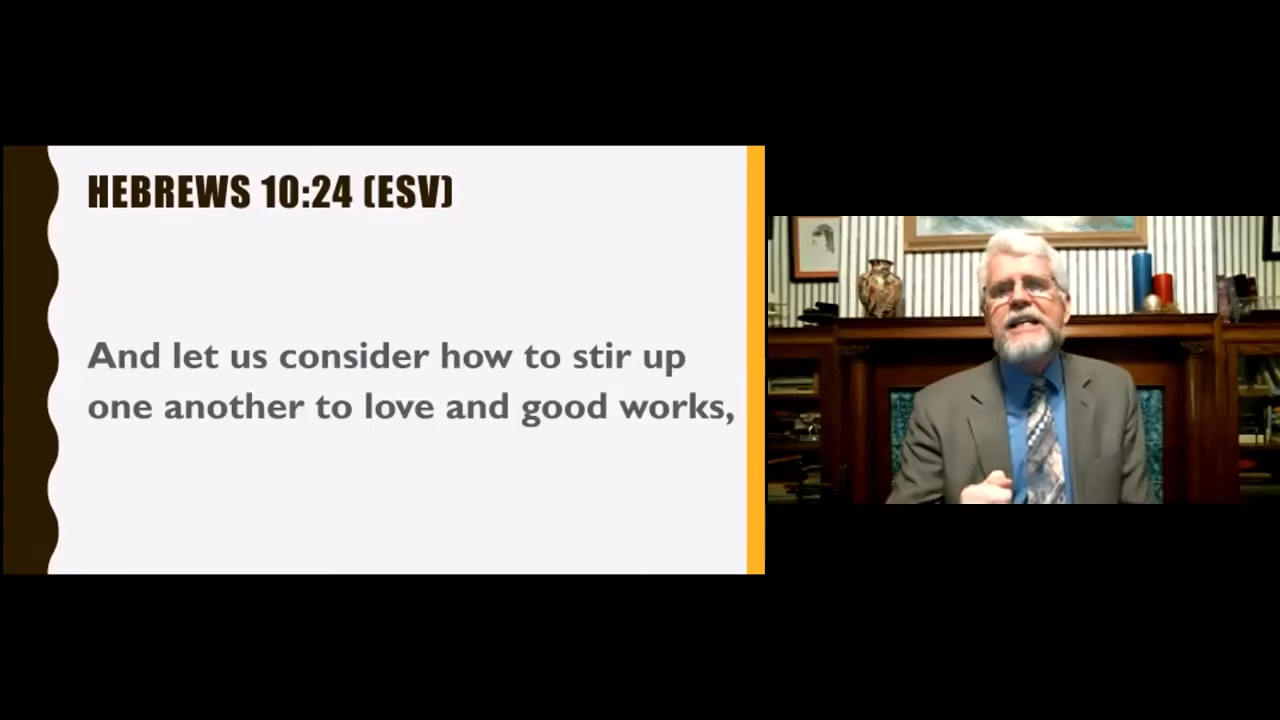 HEBREWS 10:24 (ESV)
And let us consider how to stir up
one another to love and good works,